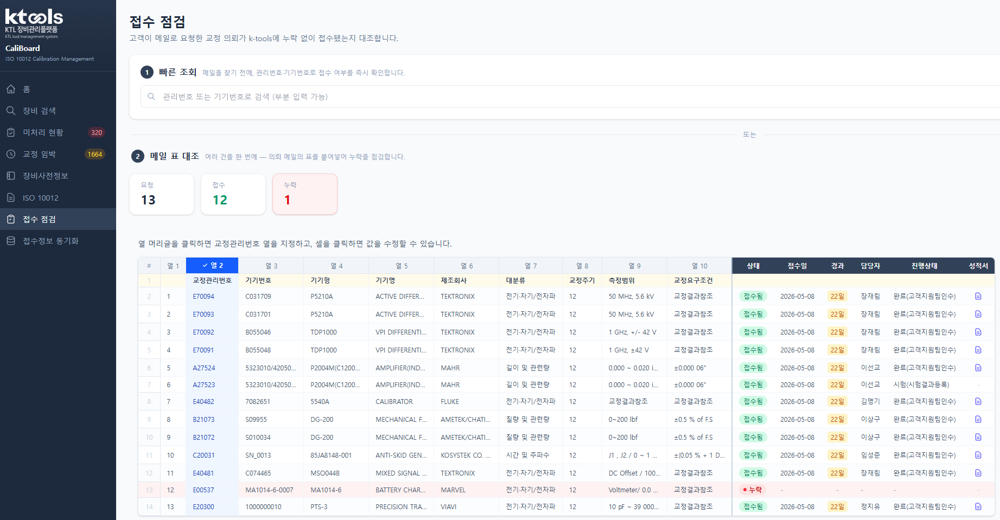 ktools
KTL 장비관리플랫폼
KTL tool management system
CaliBoard
ISO 10012 Calibration Management
홈
장비 검색
미처리 현황 320
교정 임박 1664
장비사전정보
ISO 10012
접수 점검
접수정보 동기화
접수 점검
고객이 메일로 요청한 교정 의뢰가 k-tools에 누락 없이 접수됐는지 대조합니다.
1 빠른 조회 메일을 찾기 전에, 관리번호·기기번호로 접수 여부를 즉시 확인합니다.
관리번호 또는 기기번호로 검색 (부분 입력 가능)
또는
2 메일 표 대조 여러 건을 한 번에 — 의뢰 메일의 표를 붙여넣어 누락을 점검합니다.
요청 접수 누락
13 12 1
열 머리글을 클릭하면 교정관리번호 열을 지정하고, 셀을 클릭하면 값을 수정할 수 있습니다.
# 열 1 ✓ 열 2 열 3 열 4 열 5 열 6 열 7 열 8 열 9 열 10 상태 접수일 경과 담당자 진행상태 성적서
1 교정관리번호 기기번호 기기형 기기명 제조회사 대분류 교정주기 측정범위 교정요구조건
2 1 E70094 C031709 P5210A ACTIVE DIFFER... TEKTRONIX 전기·자기/전자파 12 50 MHz, 5.6 kV 교정결과참조 접수됨 2026-05-08 22일 장재림 완료(고객지원팀인수)
3 2 E70093 C031701 P5210A ACTIVE DIFFER... TEKTRONIX 전기·자기/전자파 12 50 MHz, 5.6 kV 교정결과참조 접수됨 2026-05-08 22일 장재림 완료(고객지원팀인수)
4 3 E70092 B055046 TDP1000 VPI DIFFERENTI... TEKTRONIX 전기·자기/전자파 12 1 GHz, +/- 42 V 교정결과참조 접수됨 2026-05-08 22일 장재림 완료(고객지원팀인수)
5 4 E70091 B055048 TDP1000 VPI DIFFERENTI... TEKTRONIX 전기·자기/전자파 12 1 GHz, ±42 V 교정결과참조 접수됨 2026-05-08 22일 장재림 완료(고객지원팀인수)
6 5 A27524 5323010/42050... P2004M(C1200... AMPLIFIER(IND... MAHR 길이 및 관련량 12 0.000 ~ 0.020 i... ±0.000 06" 접수됨 2026-05-08 22일 이선교 완료(고객지원팀인수)
7 6 A27523 5323010/42050... P2004M(C1200... AMPLIFIER(IND... MAHR 길이 및 관련량 12 0.000 ~ 0.020 i... ±0.000 06" 접수됨 2026-05-08 22일 이선교 시험(시험결과등록) -
8 7 E40482 7082651 5540A CALIBRATOR FLUKE 전기·자기/전자파 12 교정결과참조 교정결과참조 접수됨 2026-05-08 22일 김명기 완료(고객지원팀인수)
9 8 B21073 S09955 DG-200 MECHANICAL F... AMETEK/CHATI... 질량 및 관련량 12 0~200 lbf ±0.5 % of F.S 접수됨 2026-05-08 22일 이상구 완료(고객지원팀인수)
10 9 B21072 S010034 DG-200 MECHANICAL F... AMETEK/CHATI... 질량 및 관련량 12 0~200 lbf ±0.5 % of F.S 접수됨 2026-05-08 22일 이상구 완료(고객지원팀인수)
11 10 C20031 SN_0013 85JA8148-001 ANTI-SKID GEN... KOSYSTEK CO. ... 시간 및 주파수 12 J1 , J2 / 0 ~ 1 ... ±(0.05 % + 1 D... 접수됨 2026-05-08 22일 임성준 완료(고객지원팀인수)
12 11 E40481 C074465 MSO044B MIXED SIGNAL ... TEXTRONIX 전기·자기/전자파 12 DC Offset / 100... 교정결과참조 접수됨 2026-05-08 22일 장재림 완료(고객지원팀인수)
13 12 E00537 MA1014-6-0007 MA1014-6 BATTERY CHAR... MARVEL 전기·자기/전자파 12 Voltmeter/ 0.0 ... 교정결과참조 누락 - - - - -
14 13 E20300 1000000010 PTS-3 PRECISION TRA... VIAVI 전기·자기/전자파 12 10 pF ~ 39 000... 교정결과참조 접수됨 2026-05-08 22일 정지유 완료(고객지원팀인수)